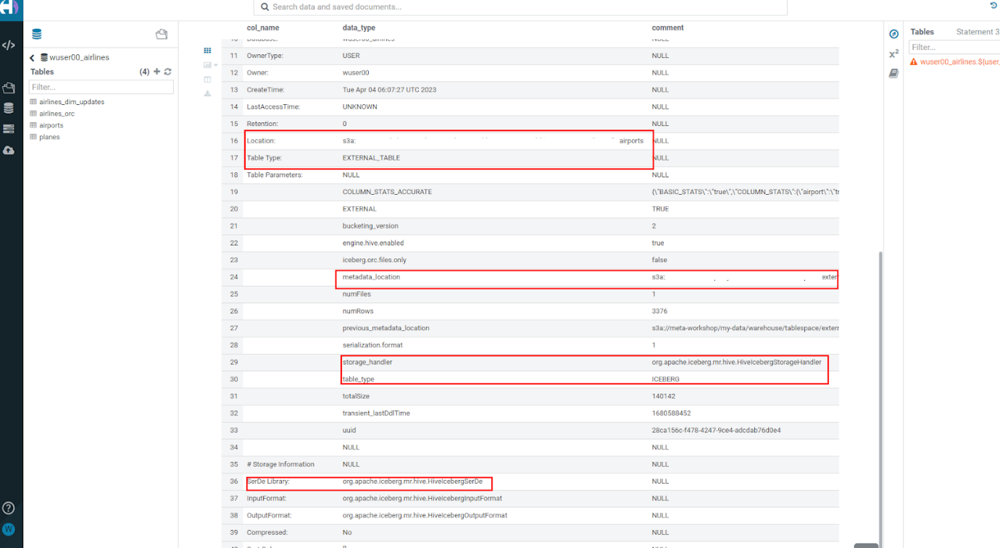 Search data and saved documents...
wuser00_airlines
Tables (4)
Filter...
airlines_dim_updates
airlines_orc
airports
planes
col_name data_type comment
11 OwnerType: USER NULL
12 Owner: wuser00 NULL
13 CreateTime: Tue Apr 04 06:07:27 UTC 2023 NULL
14 LastAccessTime: UNKNOWN NULL
15 Retention: 0 NULL
16 Location: s3a: airports NULL
17 Table Type: EXTERNAL_TABLE NULL
18 Table Parameters: NULL NULL
19 COLUMN_STATS_ACCURATE {\"BASIC_STATS\":\"true\",\"COLUMN_STATS\":{\"airport\":\"tr
20 EXTERNAL TRUE
21 bucketing_version 2
22 engine.hive.enabled true
23 iceberg.orc.files.only false
24 metadata_location s3a: exter
25 numFiles 1
26 numRows 3376
27 previous_metadata_location s3a://meta-workshop/my-data/warehouse/tablespace/extern
28 serialization.format 1
29 storage_handler org.apache.iceberg.mr.hive.HiveIcebergStorageHandler
30 table_type ICEBERG
31 totalSize 140142
32 transient_lastDdlTime 1680588452
33 uuid 28ca156c-f478-4247-9ce4-adcdab76d0e4
34 NULL NULL
35 # Storage Information NULL NULL
36 SerDe Library: org.apache.iceberg.mr.hive.HiveIcebergSerDe NULL
37 InputFormat: org.apache.iceberg.mr.hive.HiveIcebergInputFormat NULL
38 OutputFormat: org.apache.iceberg.mr.hive.HiveIcebergOutputFormat NULL
39 Compressed: No NULL
Tables Statement 3
Filter...
wuser00_airlines.${user_
W